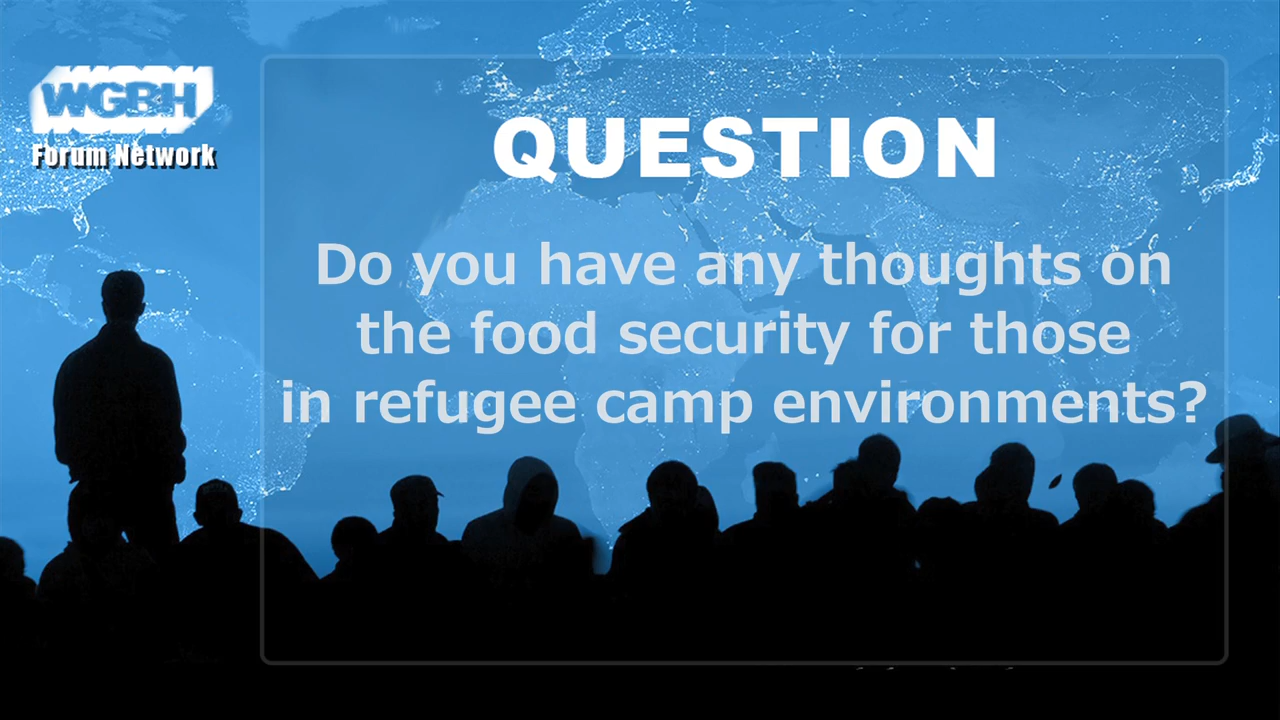 WGBH
Forum Network
QUESTION
Do you have any thoughts on
the food security for those
in refugee camp environments?